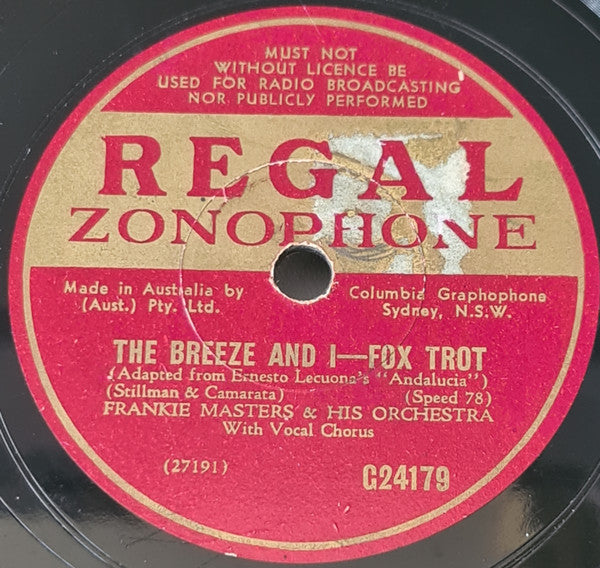 MUST NOT
WITHOUT LICENCE BE
USED FOR RADIO BROADCASTING
NOR PUBLICLY PERFORMED
REGAL
ZONOPHONE
Made in Australia by Columbia Graphophone
(Aust.) Pty. Ltd. Sydney, N.S.W.
THE BREEZE AND I—FOX TROT
(Adapted from Ernesto Lecuona's "Andalucia")
(Stillman & Camarata) (Speed 78)
FRANKIE MASTERS & HIS ORCHESTRA
With Vocal Chorus
(27191) G24179